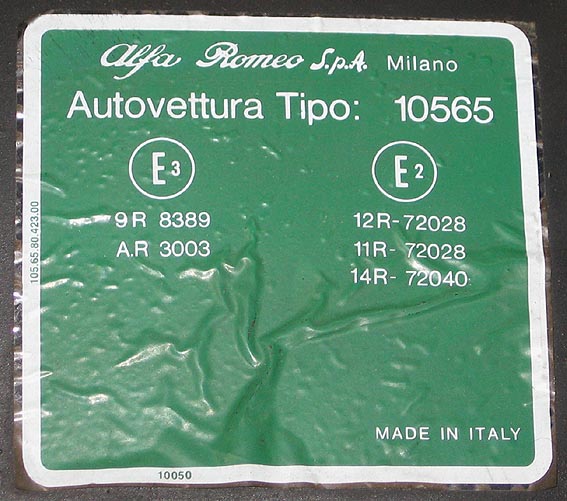 Alfa Romeo S.p.A. Milano
Autovettura Tipo: 10565
E3
9R 8389
A.R 3003
E2
12R-72028
11R-72028
14R-72040
105.65.80.423.00
MADE IN ITALY
10050